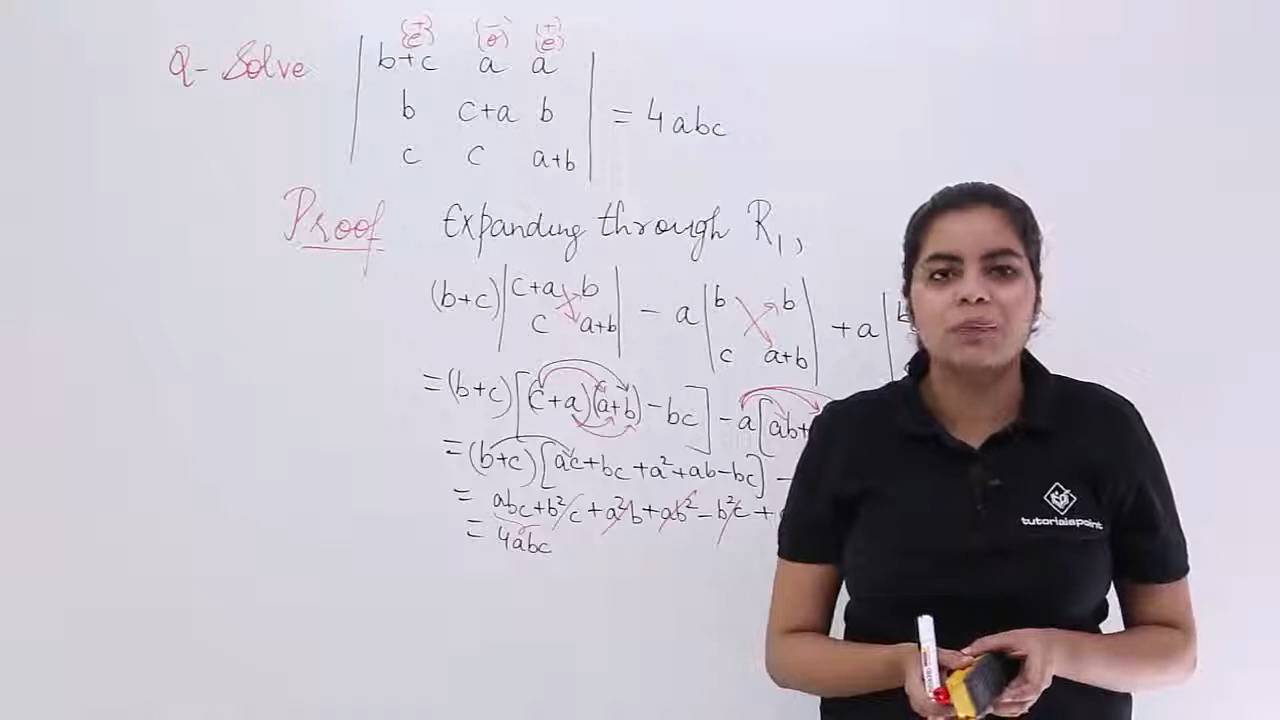 (+) (-) (+)
{e} {o} {e}
Q- Solve | b+c a a |
| b c+a b | = 4abc
| c c a+b |
Proof Expanding through R₁,
(b+c) | c+a b | - a | b b | + a | b
| c a+b | | c a+b |
= (b+c) [(c+a)(a+b) - bc] - a [ab+
= (b+c) [ac+bc+a²+ab-bc] -
= abc+b²c+a²b+ab²-b²c+
= 4abc
tutorialspoint